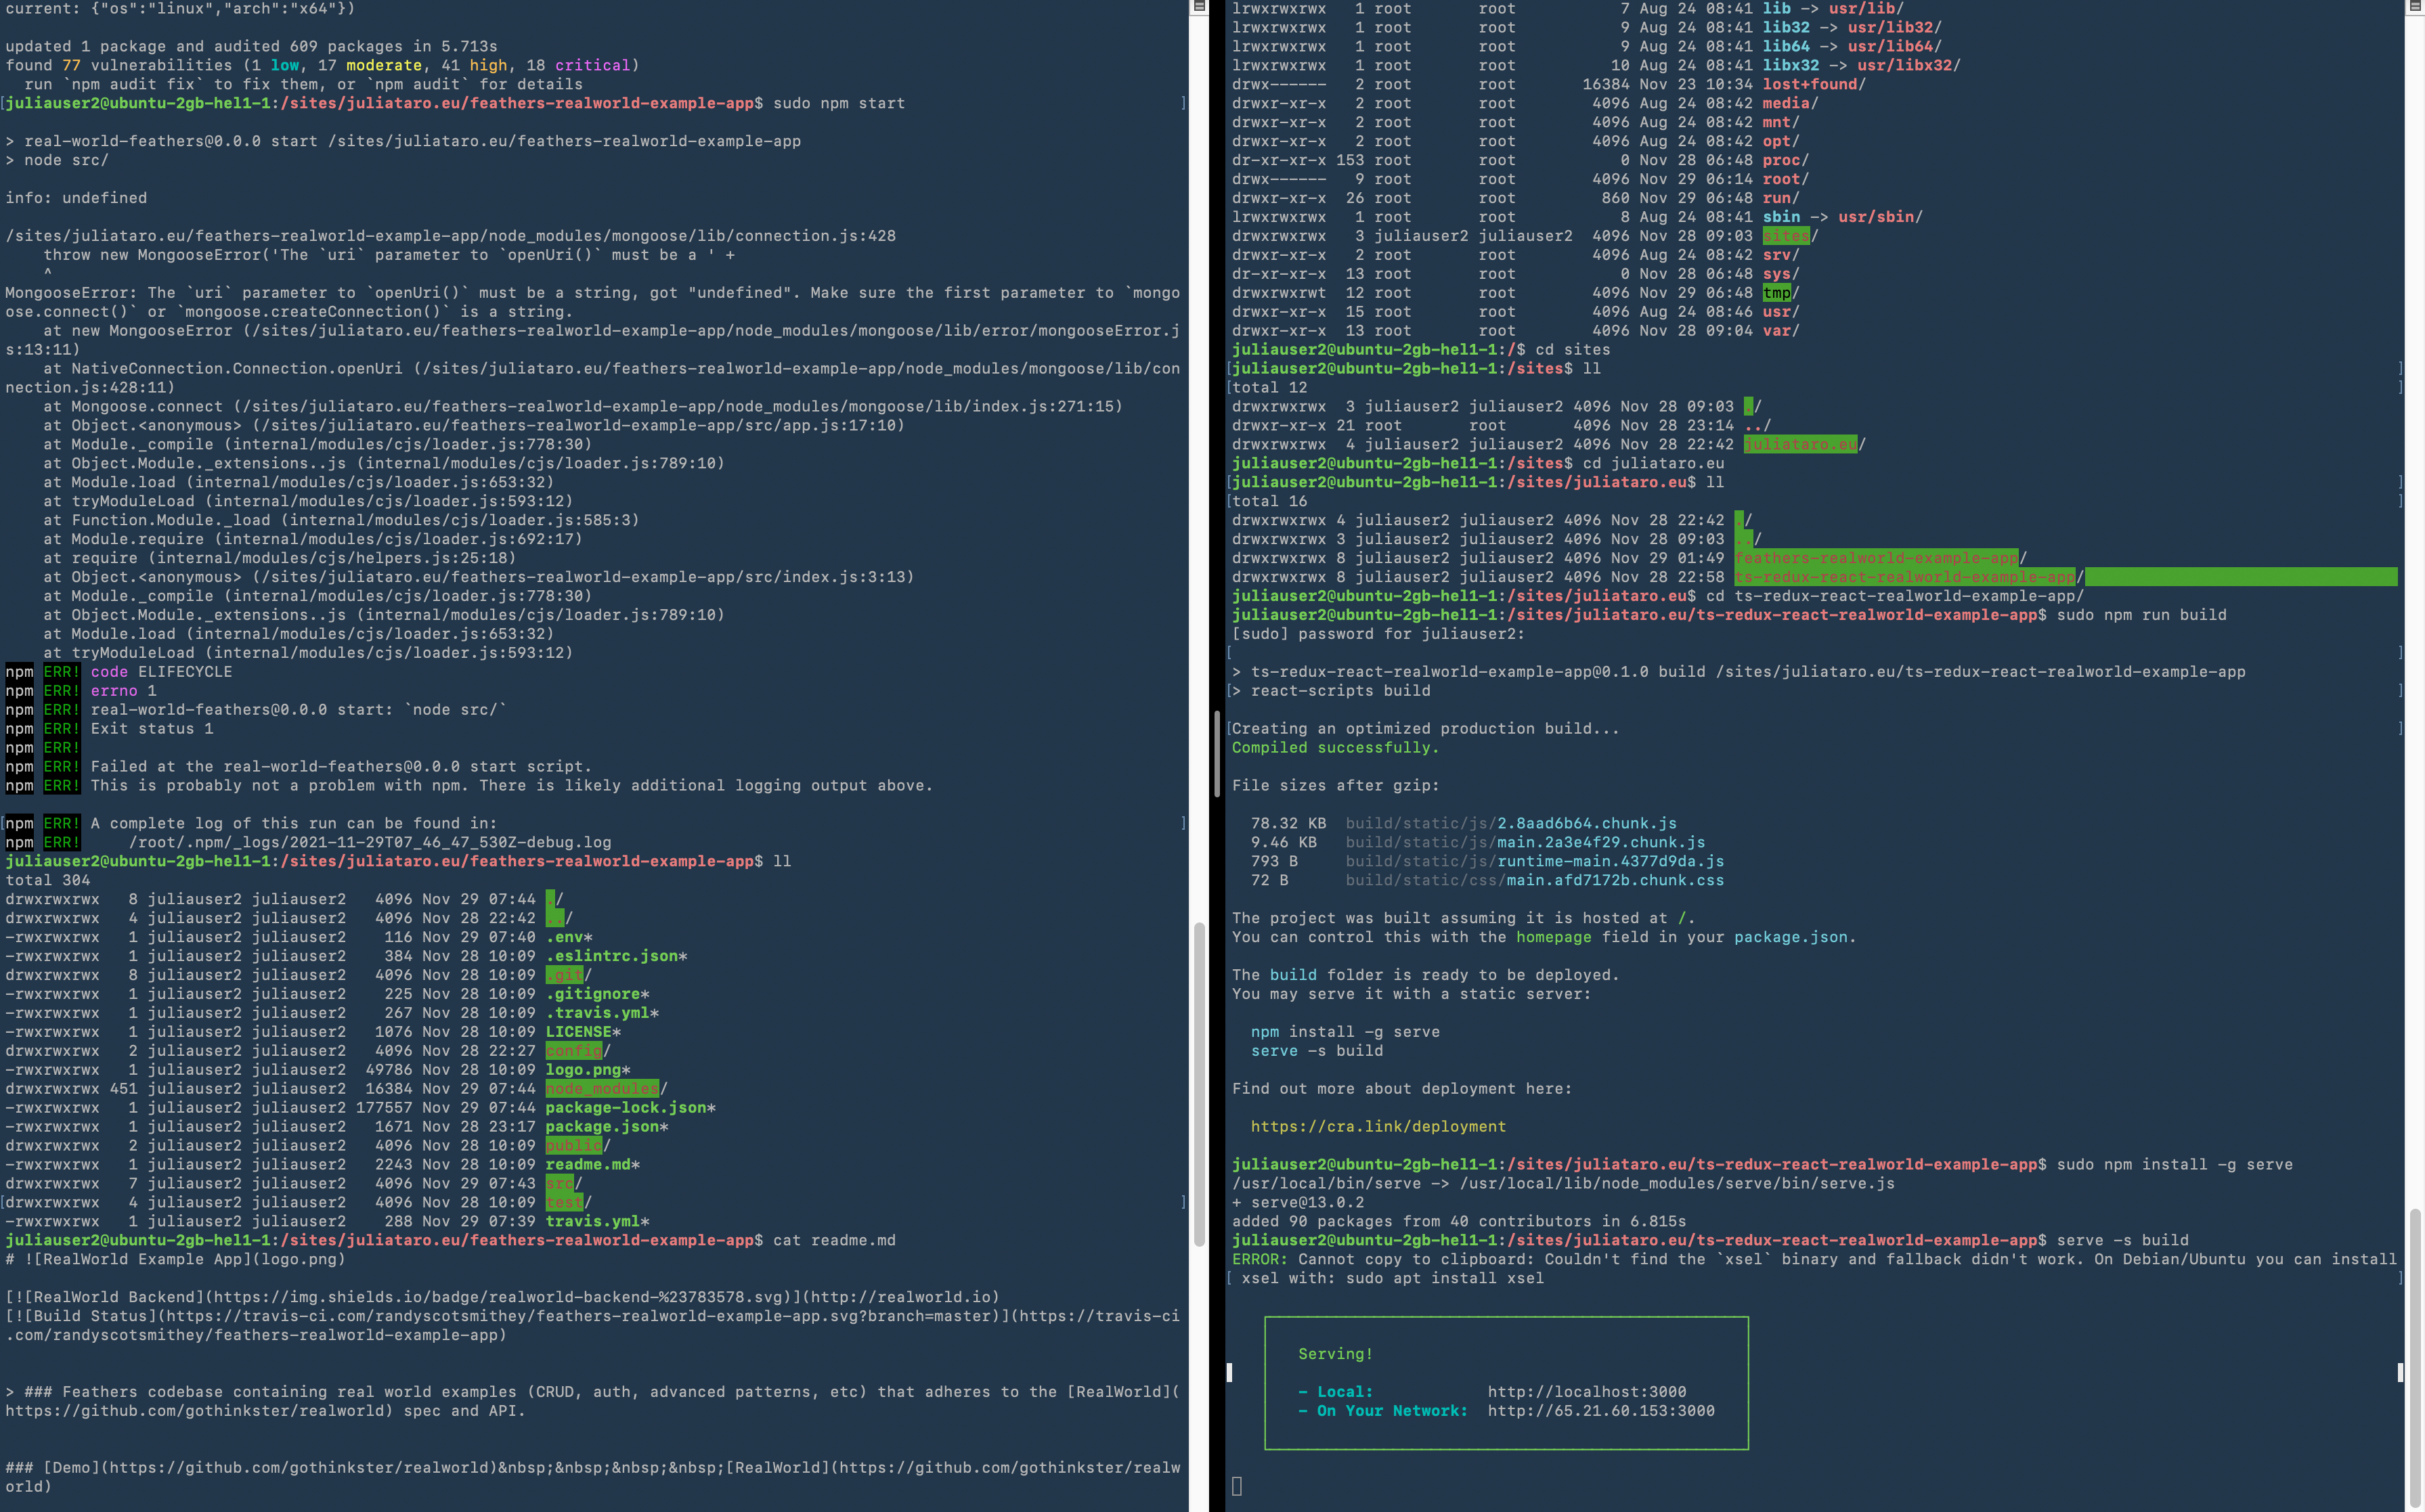 current: {"os":"linux","arch":"x64"})

updated 1 package and audited 609 packages in 5.713s
found 77 vulnerabilities (1 low, 17 moderate, 41 high, 18 critical)
  run `npm audit fix` to fix them, or `npm audit` for details
[juliauser2@ubuntu-2gb-hel1-1:/sites/juliataro.eu/feathers-realworld-example-app$ sudo npm start ]

> real-world-feathers@0.0.0 start /sites/juliataro.eu/feathers-realworld-example-app
> node src/

info: undefined

/sites/juliataro.eu/feathers-realworld-example-app/node_modules/mongoose/lib/connection.js:428
    throw new MongooseError('The `uri` parameter to `openUri()` must be a ' +
    ^
MongooseError: The `uri` parameter to `openUri()` must be a string, got "undefined". Make sure the first parameter to `mongo
ose.connect()` or `mongoose.createConnection()` is a string.
    at new MongooseError (/sites/juliataro.eu/feathers-realworld-example-app/node_modules/mongoose/lib/error/mongooseError.j
s:13:11)
    at NativeConnection.Connection.openUri (/sites/juliataro.eu/feathers-realworld-example-app/node_modules/mongoose/lib/con
nection.js:428:11)
    at Mongoose.connect (/sites/juliataro.eu/feathers-realworld-example-app/node_modules/mongoose/lib/index.js:271:15)
    at Object.<anonymous> (/sites/juliataro.eu/feathers-realworld-example-app/src/app.js:17:10)
    at Module._compile (internal/modules/cjs/loader.js:778:30)
    at Object.Module._extensions..js (internal/modules/cjs/loader.js:789:10)
    at Module.load (internal/modules/cjs/loader.js:653:32)
    at tryModuleLoad (internal/modules/cjs/loader.js:593:12)
    at Function.Module._load (internal/modules/cjs/loader.js:585:3)
    at Module.require (internal/modules/cjs/loader.js:692:17)
    at require (internal/modules/cjs/helpers.js:25:18)
    at Object.<anonymous> (/sites/juliataro.eu/feathers-realworld-example-app/src/index.js:3:13)
    at Module._compile (internal/modules/cjs/loader.js:778:30)
    at Object.Module._extensions..js (internal/modules/cjs/loader.js:789:10)
    at Module.load (internal/modules/cjs/loader.js:653:32)
    at tryModuleLoad (internal/modules/cjs/loader.js:593:12)
npm ERR! code ELIFECYCLE
npm ERR! errno 1
npm ERR! real-world-feathers@0.0.0 start: `node src/`
npm ERR! Exit status 1
npm ERR!
npm ERR! Failed at the real-world-feathers@0.0.0 start script.
npm ERR! This is probably not a problem with npm. There is likely additional logging output above.

[npm ERR! A complete log of this run can be found in: ]
npm ERR!     /root/.npm/_logs/2021-11-29T07_46_47_530Z-debug.log
juliauser2@ubuntu-2gb-hel1-1:/sites/juliataro.eu/feathers-realworld-example-app$ ll
total 304
drwxrwxrwx   8 juliauser2 juliauser2   4096 Nov 29 07:44 ./
drwxrwxrwx   4 juliauser2 juliauser2   4096 Nov 28 22:42 ../
-rwxrwxrwx   1 juliauser2 juliauser2    116 Nov 29 07:40 .env*
-rwxrwxrwx   1 juliauser2 juliauser2    384 Nov 28 10:09 .eslintrc.json*
drwxrwxrwx   8 juliauser2 juliauser2   4096 Nov 28 10:09 .git/
-rwxrwxrwx   1 juliauser2 juliauser2    225 Nov 28 10:09 .gitignore*
-rwxrwxrwx   1 juliauser2 juliauser2    267 Nov 28 10:09 .travis.yml*
-rwxrwxrwx   1 juliauser2 juliauser2   1076 Nov 28 10:09 LICENSE*
drwxrwxrwx   2 juliauser2 juliauser2   4096 Nov 28 22:27 config/
-rwxrwxrwx   1 juliauser2 juliauser2  49786 Nov 28 10:09 logo.png*
drwxrwxrwx 451 juliauser2 juliauser2  16384 Nov 29 07:44 node_modules/
-rwxrwxrwx   1 juliauser2 juliauser2 177557 Nov 29 07:44 package-lock.json*
-rwxrwxrwx   1 juliauser2 juliauser2   1671 Nov 28 23:17 package.json*
drwxrwxrwx   2 juliauser2 juliauser2   4096 Nov 28 10:09 public/
-rwxrwxrwx   1 juliauser2 juliauser2   2243 Nov 28 10:09 readme.md*
drwxrwxrwx   7 juliauser2 juliauser2   4096 Nov 29 07:43 src/
[drwxrwxrwx   4 juliauser2 juliauser2   4096 Nov 28 10:09 test/ ]
-rwxrwxrwx   1 juliauser2 juliauser2    288 Nov 29 07:39 travis.yml*
juliauser2@ubuntu-2gb-hel1-1:/sites/juliataro.eu/feathers-realworld-example-app$ cat readme.md
# ![RealWorld Example App](logo.png)

[![RealWorld Backend](https://img.shields.io/badge/realworld-backend-%23783578.svg)](http://realworld.io)
[![Build Status](https://travis-ci.com/randyscotsmithey/feathers-realworld-example-app.svg?branch=master)](https://travis-ci
.com/randyscotsmithey/feathers-realworld-example-app)

> ### Feathers codebase containing real world examples (CRUD, auth, advanced patterns, etc) that adheres to the [RealWorld](
https://github.com/gothinkster/realworld) spec and API.

### [Demo](https://github.com/gothinkster/realworld)&nbsp;&nbsp;&nbsp;&nbsp;[RealWorld](https://github.com/gothinkster/realw
orld)

lrwxrwxrwx   1 root       root           7 Aug 24 08:41 lib -> usr/lib/
lrwxrwxrwx   1 root       root           9 Aug 24 08:41 lib32 -> usr/lib32/
lrwxrwxrwx   1 root       root           9 Aug 24 08:41 lib64 -> usr/lib64/
lrwxrwxrwx   1 root       root          10 Aug 24 08:41 libx32 -> usr/libx32/
drwx------   2 root       root       16384 Nov 23 10:34 lost+found/
drwxr-xr-x   2 root       root        4096 Aug 24 08:42 media/
drwxr-xr-x   2 root       root        4096 Aug 24 08:42 mnt/
drwxr-xr-x   2 root       root        4096 Aug 24 08:42 opt/
dr-xr-xr-x 153 root       root           0 Nov 28 06:48 proc/
drwx------   9 root       root        4096 Nov 29 06:14 root/
drwxr-xr-x  26 root       root         860 Nov 29 06:48 run/
lrwxrwxrwx   1 root       root           8 Aug 24 08:41 sbin -> usr/sbin/
drwxrwxrwx   3 juliauser2 juliauser2  4096 Nov 28 09:03 sites/
drwxr-xr-x   2 root       root        4096 Aug 24 08:42 srv/
dr-xr-xr-x  13 root       root           0 Nov 28 06:48 sys/
drwxrwxrwt  12 root       root        4096 Nov 29 06:48 tmp/
drwxr-xr-x  15 root       root        4096 Aug 24 08:46 usr/
drwxr-xr-x  13 root       root        4096 Nov 28 09:04 var/
juliauser2@ubuntu-2gb-hel1-1:/$ cd sites
[juliauser2@ubuntu-2gb-hel1-1:/sites$ ll ]
[total 12 ]
drwxrwxrwx  3 juliauser2 juliauser2 4096 Nov 28 09:03 ./
drwxr-xr-x 21 root       root       4096 Nov 28 23:14 ../
drwxrwxrwx  4 juliauser2 juliauser2 4096 Nov 28 22:42 juliataro.eu/
juliauser2@ubuntu-2gb-hel1-1:/sites$ cd juliataro.eu
[juliauser2@ubuntu-2gb-hel1-1:/sites/juliataro.eu$ ll ]
[total 16 ]
drwxrwxrwx 4 juliauser2 juliauser2 4096 Nov 28 22:42 ./
drwxrwxrwx 3 juliauser2 juliauser2 4096 Nov 28 09:03 ../
drwxrwxrwx 8 juliauser2 juliauser2 4096 Nov 29 01:49 feathers-realworld-example-app/
drwxrwxrwx 8 juliauser2 juliauser2 4096 Nov 28 22:58 ts-redux-react-realworld-example-app/
juliauser2@ubuntu-2gb-hel1-1:/sites/juliataro.eu$ cd ts-redux-react-realworld-example-app/
juliauser2@ubuntu-2gb-hel1-1:/sites/juliataro.eu/ts-redux-react-realworld-example-app$ sudo npm run build
[sudo] password for juliauser2:
[ ]
> ts-redux-react-realworld-example-app@0.1.0 build /sites/juliataro.eu/ts-redux-react-realworld-example-app
[> react-scripts build ]

[Creating an optimized production build... ]
Compiled successfully.

File sizes after gzip:

  78.32 KB  build/static/js/2.8aad6b64.chunk.js
  9.46 KB   build/static/js/main.2a3e4f29.chunk.js
  793 B     build/static/js/runtime-main.4377d9da.js
  72 B      build/static/css/main.afd7172b.chunk.css

The project was built assuming it is hosted at /.
You can control this with the homepage field in your package.json.

The build folder is ready to be deployed.
You may serve it with a static server:

  npm install -g serve
  serve -s build

Find out more about deployment here:

  https://cra.link/deployment

juliauser2@ubuntu-2gb-hel1-1:/sites/juliataro.eu/ts-redux-react-realworld-example-app$ sudo npm install -g serve
/usr/local/bin/serve -> /usr/local/lib/node_modules/serve/bin/serve.js
+ serve@13.0.2
added 90 packages from 40 contributors in 6.815s
juliauser2@ubuntu-2gb-hel1-1:/sites/juliataro.eu/ts-redux-react-realworld-example-app$ serve -s build
ERROR: Cannot copy to clipboard: Couldn't find the `xsel` binary and fallback didn't work. On Debian/Ubuntu you can install
[ xsel with: sudo apt install xsel ]

Serving!

- Local:            http://localhost:3000
- On Your Network:  http://65.21.60.153:3000